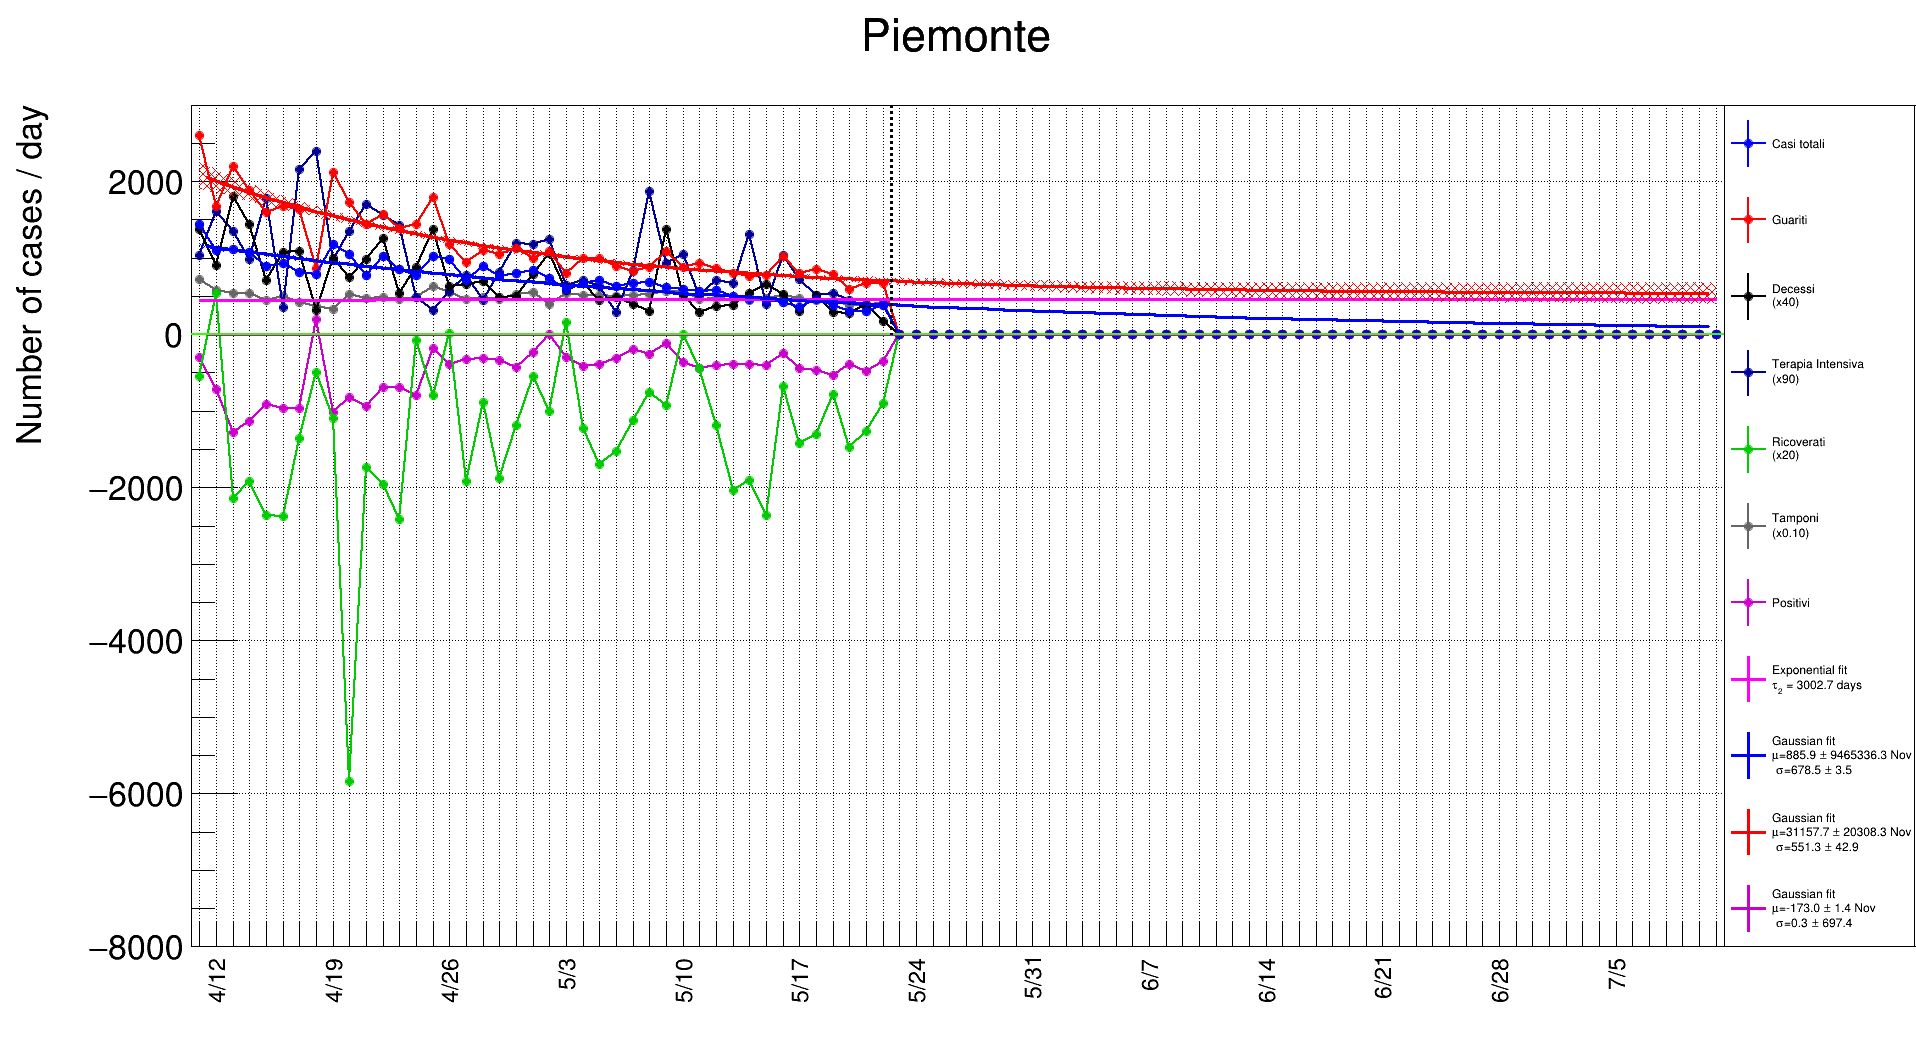 Piemonte
Number of cases / day
2000
0
−2000
−4000
−6000
−8000
4/12
4/19
4/26
5/3
5/10
5/17
5/24
5/31
6/7
6/14
6/21
6/28
7/5
Casi totali
Guariti
Decessi
(x40)
Terapia Intensiva
(x90)
Ricoverati
(x20)
Tamponi
(x0.10)
Positivi
Exponential fit
τ2 = 3002.7 days
Gaussian fit
μ=885.9 ± 9465336.3 Nov
σ=678.5 ± 3.5
Gaussian fit
μ=31157.7 ± 20308.3 Nov
σ=551.3 ± 42.9
Gaussian fit
μ=-173.0 ± 1.4 Nov
σ=0.3 ± 697.4